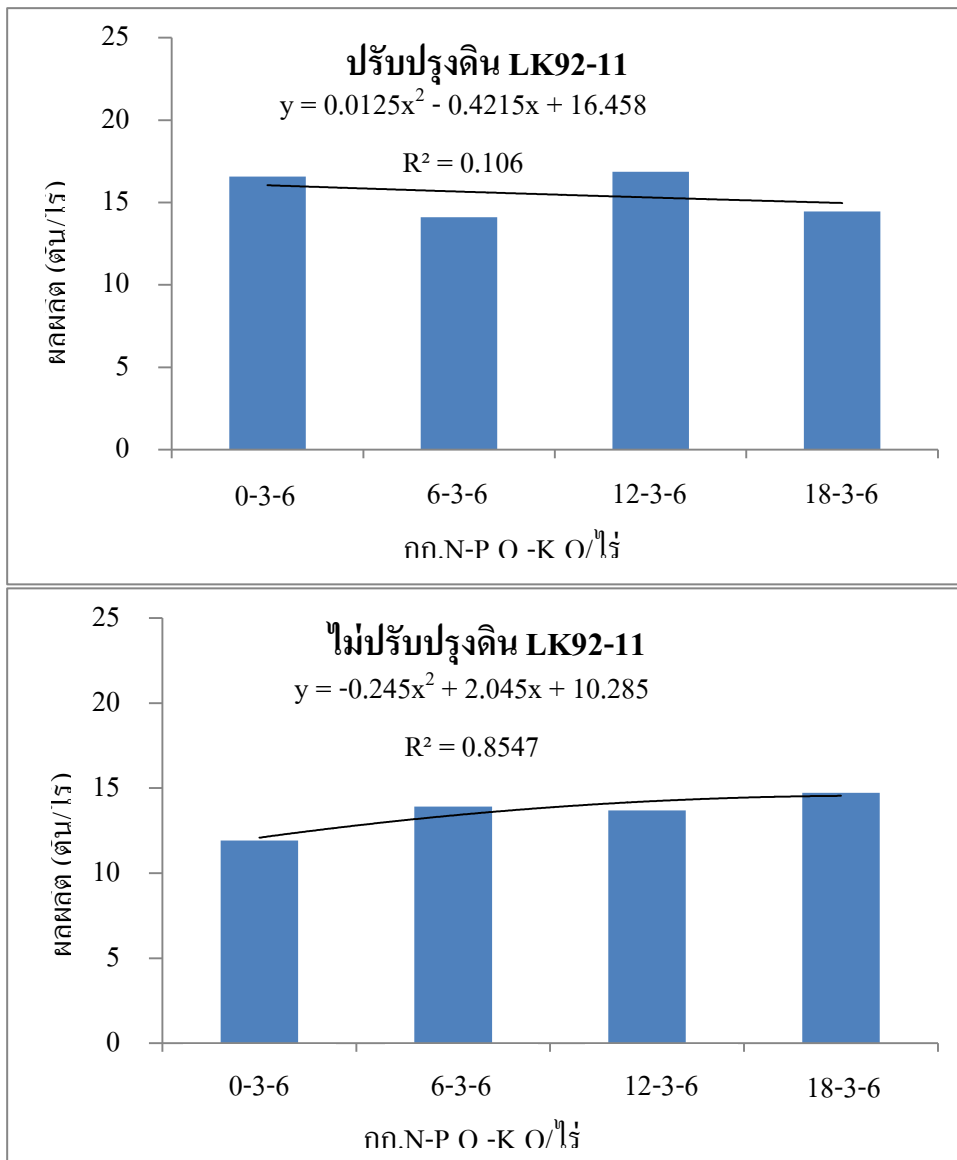 ปรับปรุงดิน LK92-11
y = 0.0125x² - 0.4215x + 16.458
R² = 0.106
25
20
15
10
5
0
ผลผลิต (ตัน/ไร่)
0-3-6
6-3-6
12-3-6
18-3-6
กก.N-P O -K O/ไร่
ไม่ปรับปรุงดิน LK92-11
y = -0.245x² + 2.045x + 10.285
R² = 0.8547
25
20
15
10
5
0
ผลผลิต (ตัน/ไร่)
0-3-6
6-3-6
12-3-6
18-3-6
กก.N-P O -K O/ไร่